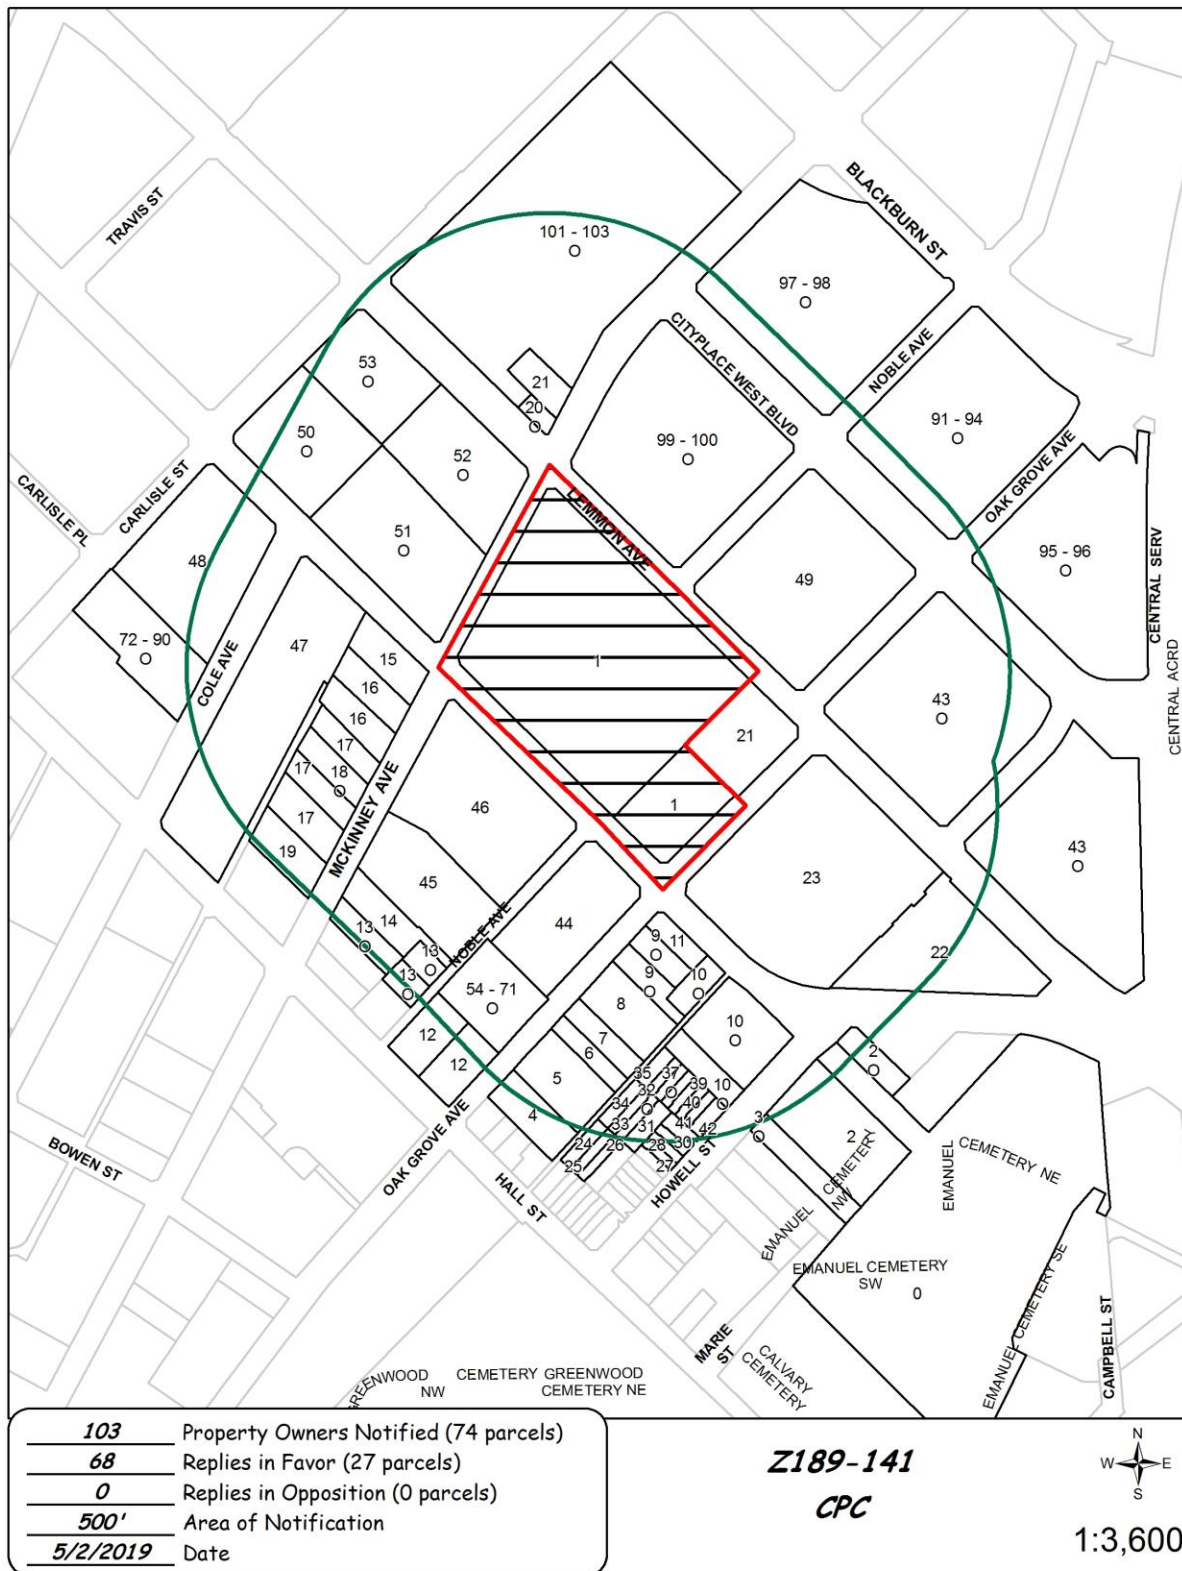 TRAVIS ST
BLACKBURN ST
101 - 103
97 - 98
CITYPLACE WEST BLVD
NOBLE AVE
53
21
20
50
52
99 - 100
91 - 94
OAK GROVE AVE
CARLISLE PL
CARLISLE ST
LEMMON AVE
51
48
49
95 - 96
CENTRAL SERV
72 - 90
COLE AVE
47
15
1
16
16
43
CENTRAL ACRD
17
21
17
18
MCKINNEY AVE
46
1
17
19
45
23
43
14
44
13
13
NOBLE AVE
9
11
22
13
9
10
54 - 71
8
10
12
7
2
12
6
5
35
37
39
10
32
34
40
3
4
33
31
41
42
2
24
26
28
30
25
27
BOWEN ST
OAK GROVE AVE
HALL ST
HOWELL ST
EMANUEL CEMETERY NW
EMANUEL CEMETERY NE
EMANUEL CEMETERY
SW
0
EMANUEL CEMETERY SE
MARIE
ST
CALVARY
CEMETERY
CAMPBELL ST
GREENWOOD
NW
CEMETERY GREENWOOD
CEMETERY NE
103 Property Owners Notified (74 parcels)
68 Replies in Favor (27 parcels)
0 Replies in Opposition (0 parcels)
500' Area of Notification
5/2/2019 Date
Z189-141
CPC
N
W E
S
1:3,600